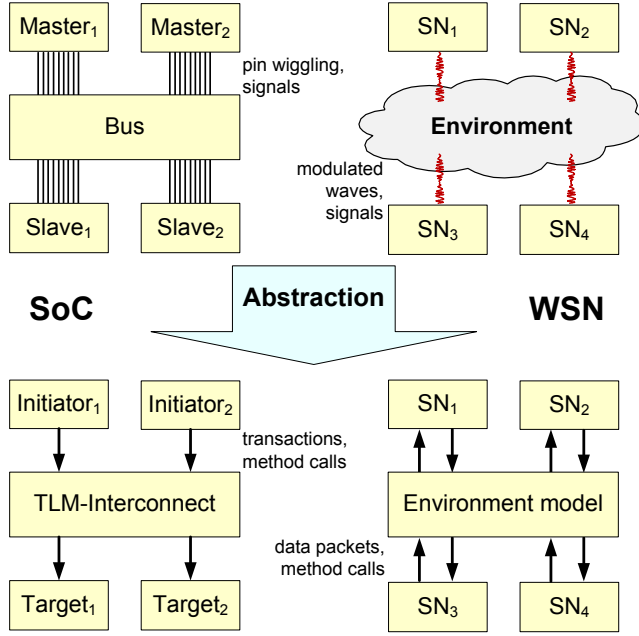 Master₁
Master₂
pin wiggling,
signals
Bus
Slave₁
Slave₂
SN₁
SN₂
Environment
modulated
waves,
signals
SN₃
SN₄
SoC
Abstraction
WSN
Initiator₁
Initiator₂
transactions,
method calls
TLM-Interconnect
Target₁
Target₂
SN₁
SN₂
Environment model
data packets,
method calls
SN₃
SN₄